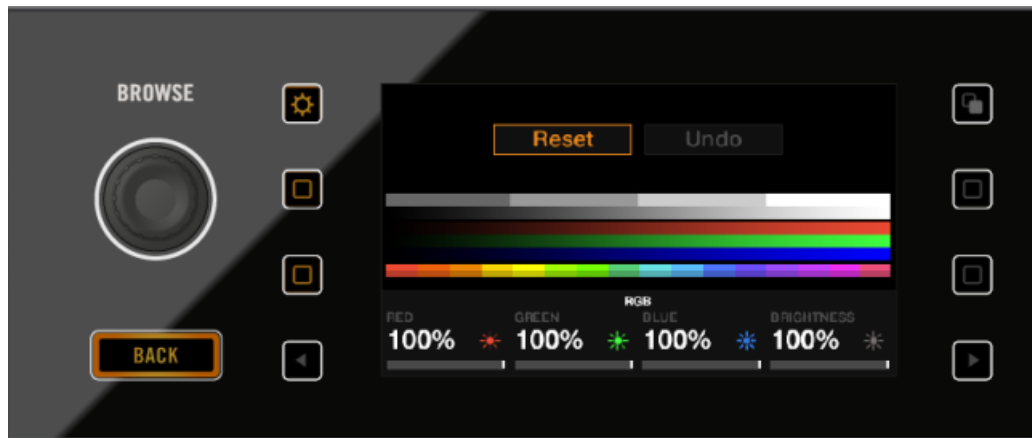 BROWSE
Reset
Undo
RGB
RED
GREEN
BLUE
BRIGHTNESS
100%
100%
100%
100%
BACK